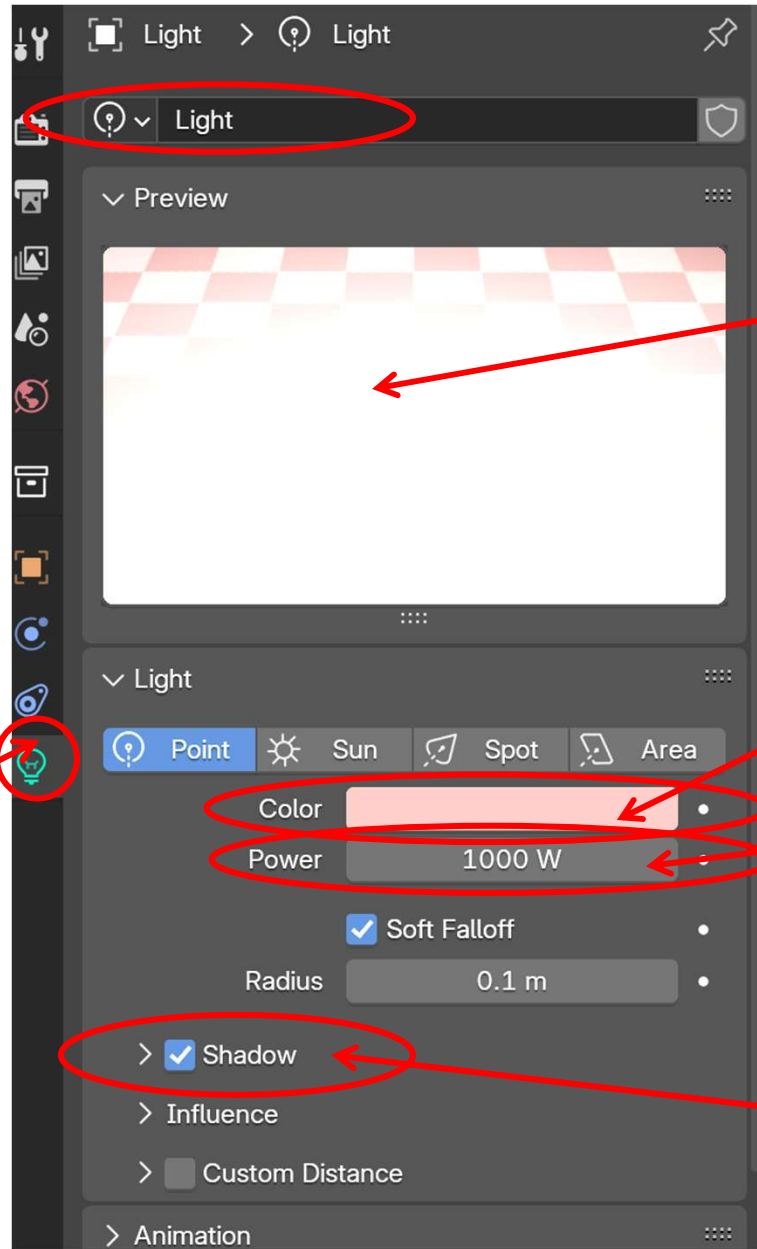 Light > Light
Light
Preview
Light
Point Sun Spot Area
Color
Power 1000 W
Soft Falloff
Radius 0.1 m
Shadow
Influence
Custom Distance
Animation